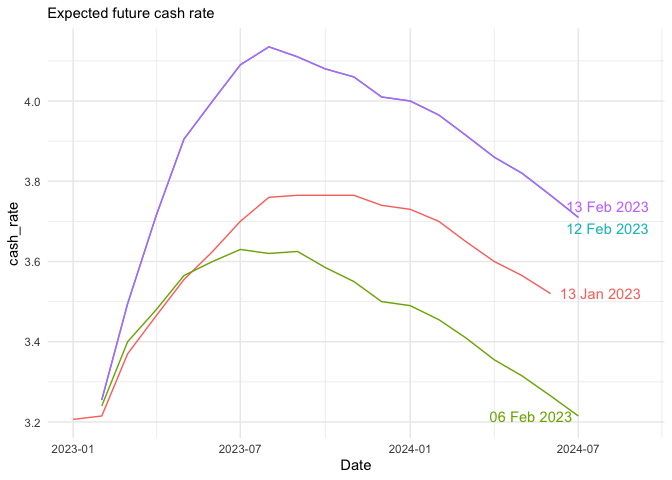 Expected future cash rate
cash_rate
4.0
3.8
3.6
3.4
3.2
13 Feb 2023
12 Feb 2023
13 Jan 2023
06 Feb 2023
2023-01
2023-07
2024-01
2024-07
Date